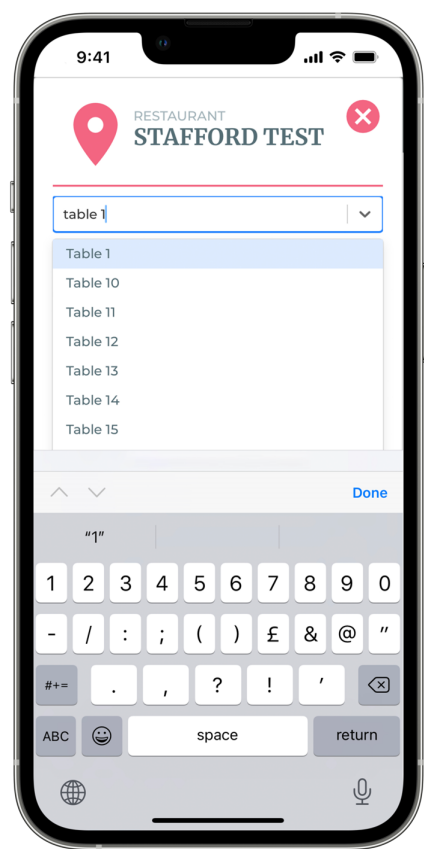 9:41
RESTAURANT
STAFFORD TEST
table 1
Table 1
Table 10
Table 11
Table 12
Table 13
Table 14
Table 15
Done
“1”
1 2 3 4 5 6 7 8 9 0
- / : ; ( ) £ & @ "
#+= . , ? ! ’
ABC space return